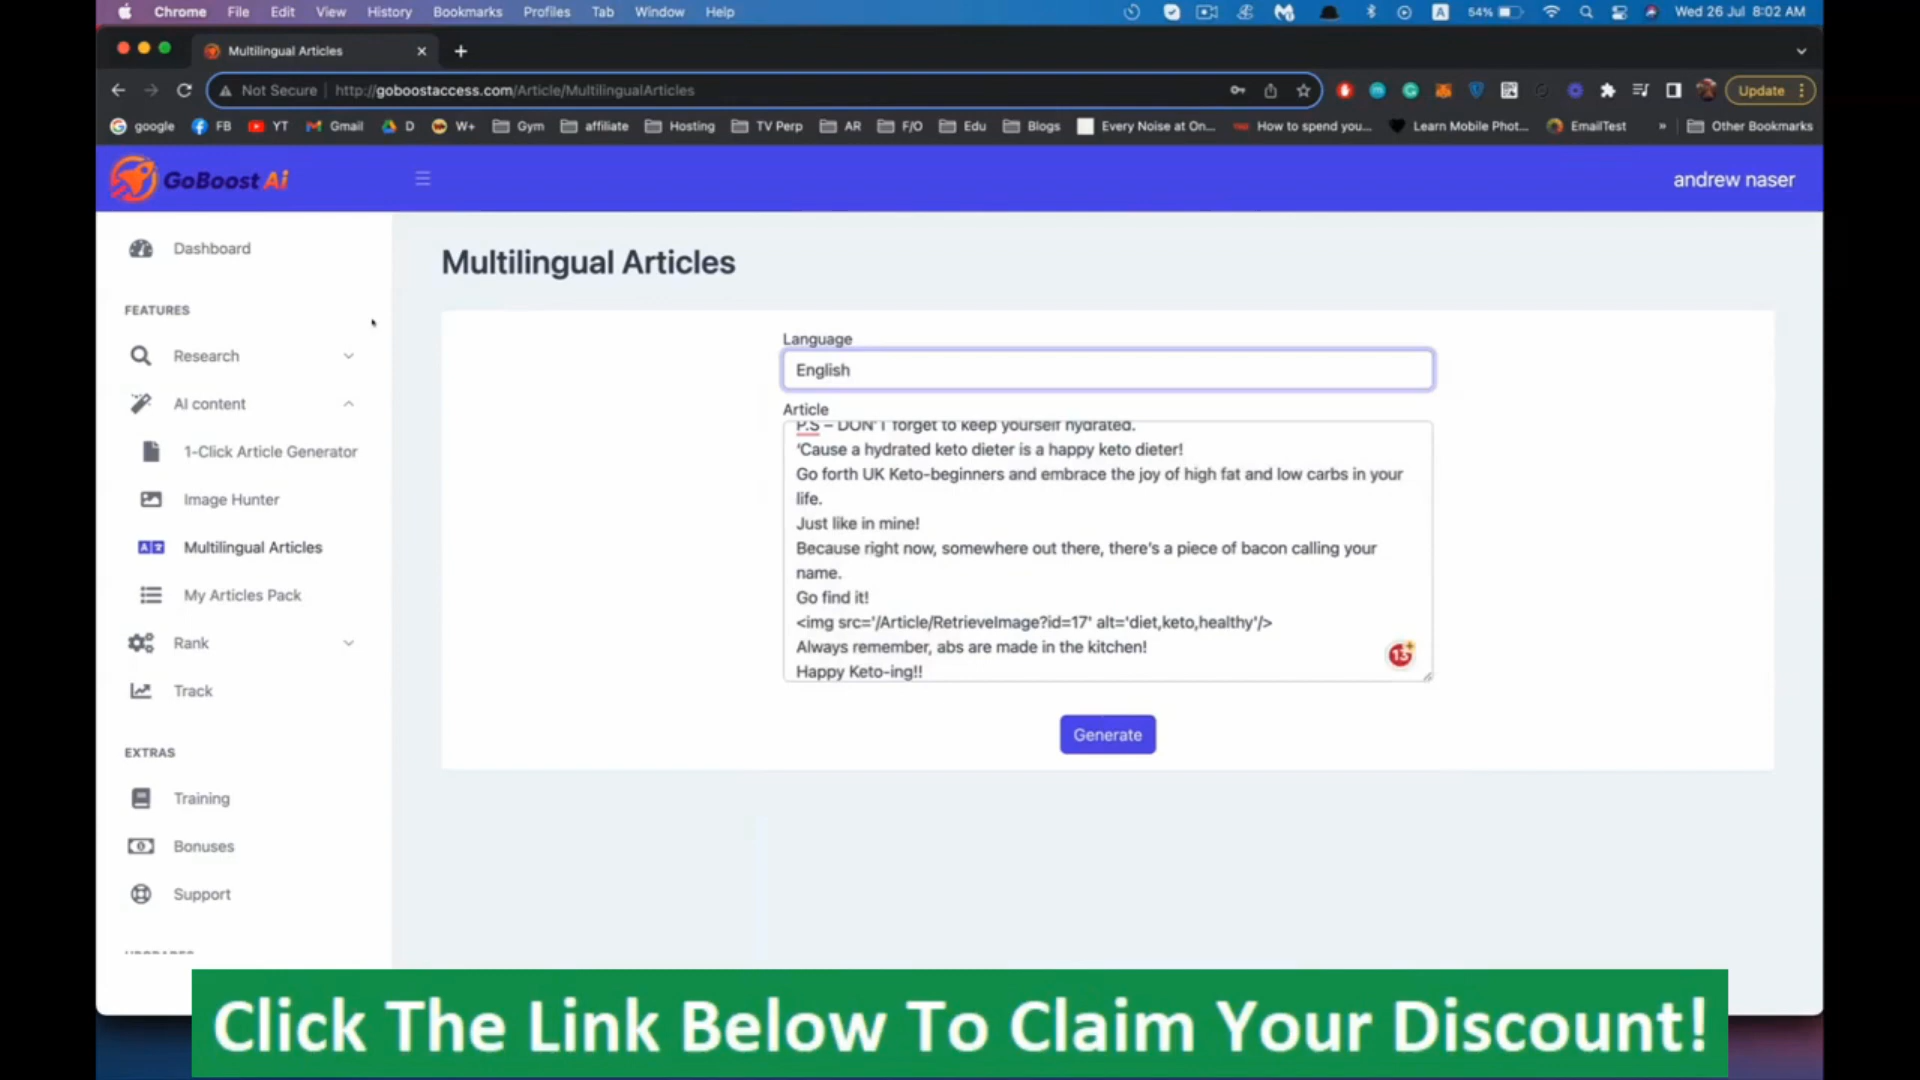 Chrome File Edit View History Bookmarks Profiles Tab Window Help A 54% Wed 26 Jul 8:02 AM
Multilingual Articles
Not Secure http://goboostaccess.com/Article/MultilingualArticles Update
google FB YT Gmail D W+ Gym affiliate Hosting TV Perp AR F/O Edu Blogs Every Noise at On... How to spend you... Learn Mobile Phot... EmailTest » Other Bookmarks
GoBoost Ai andrew naser
Dashboard
FEATURES
Research
AI content
1-Click Article Generator
Image Hunter
Multilingual Articles
My Articles Pack
Rank
Track
EXTRAS
Training
Bonuses
Support
Multilingual Articles
Language
English
Article
P.S – DON'T forget to keep yourself hydrated.
'Cause a hydrated keto dieter is a happy keto dieter!
Go forth UK Keto-beginners and embrace the joy of high fat and low carbs in your
life.
Just like in mine!
Because right now, somewhere out there, there's a piece of bacon calling your
name.
Go find it!
<img src='/Article/RetrieveImage?id=17' alt='diet,keto,healthy'/>
Always remember, abs are made in the kitchen!
Happy Keto-ing!!
13
Generate
Click The Link Below To Claim Your Discount!